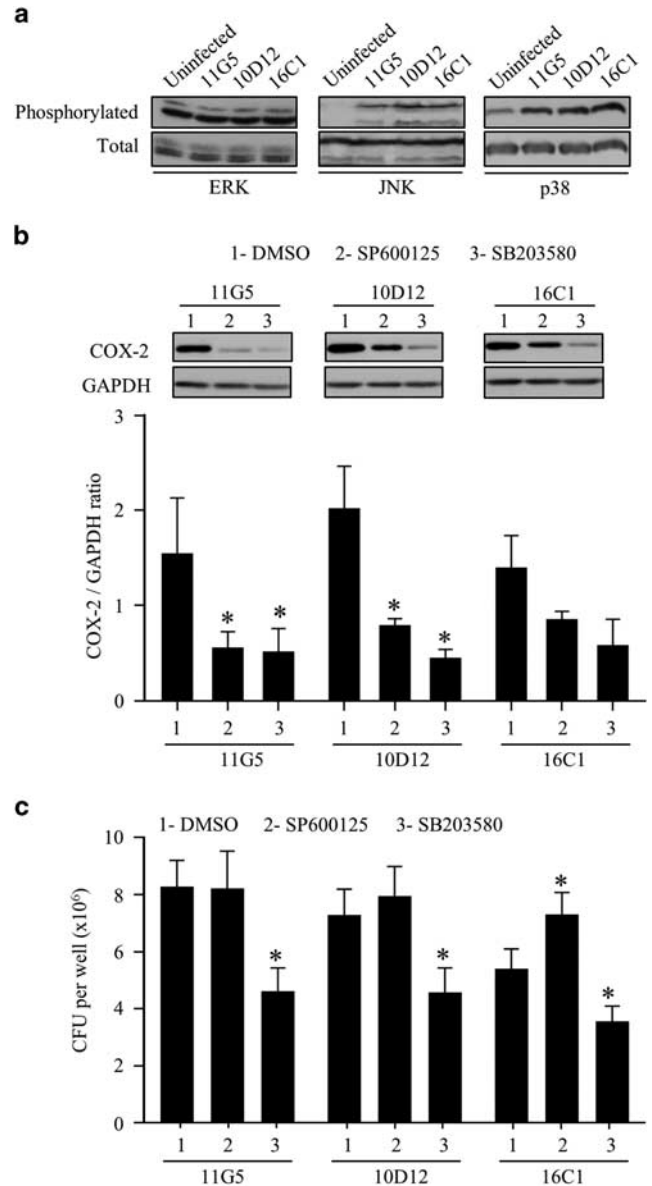 a
Uninfected 11G5 10D12 16C1 Uninfected 11G5 10D12 16C1 Uninfected 11G5 10D12 16C1
Phosphorylated
Total
ERK JNK p38
b
1- DMSO 2- SP600125 3- SB203580
11G5 10D12 16C1
1 2 3 1 2 3 1 2 3
COX-2
GAPDH
COX-2 / GAPDH ratio
3
2
1
0
* * * *
1 2 3 1 2 3 1 2 3
11G5 10D12 16C1
c
1- DMSO 2- SP600125 3- SB203580
CFU per well (x10⁶)
10
8
6
4
2
0
* * * *
1 2 3 1 2 3 1 2 3
11G5 10D12 16C1